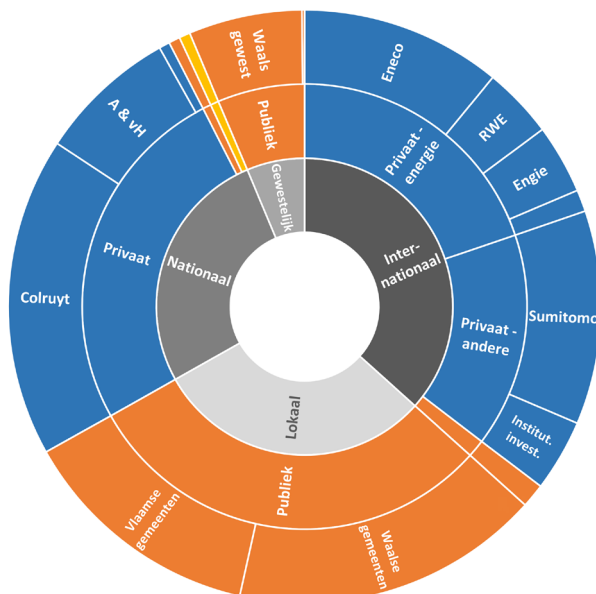 Eneco
RWE
Engie
Sumitomo
Institut.
invest.
Waalse
gemeenten
Vlaamse
gemeenten
Colruyt
A & vH
Waals
gewest
Privaat -
energie
Privaat -
andere
Publiek
Privaat
Publiek
Inter-
nationaal
Lokaal
Nationaal
Gewestelijk